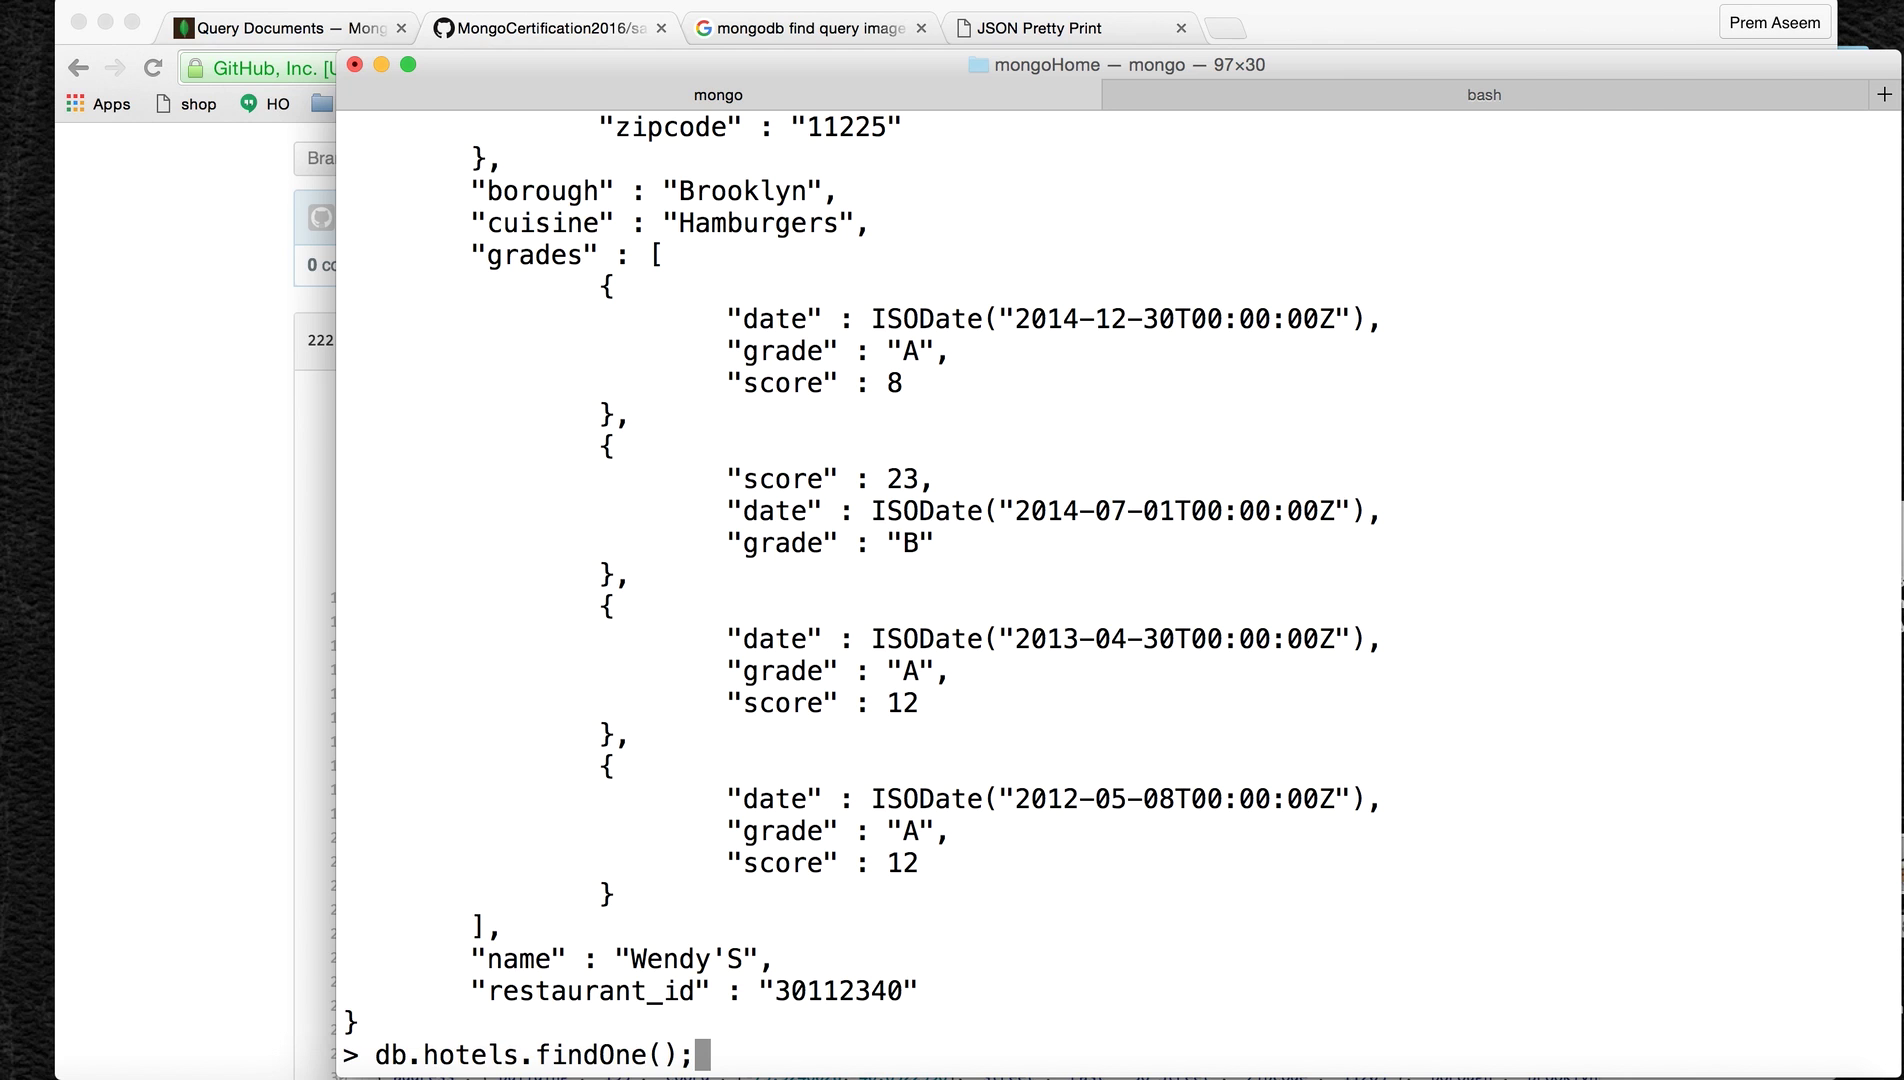 Query Documents — Mong
MongoCertification2016/sa
mongodb find query image
JSON Pretty Print
Prem Aseem
GitHub, Inc. [U
mongoHome — mongo — 97×30
Apps
shop
HO
mongo
bash
+
"zipcode" : "11225"
},
Bra
"borough" : "Brooklyn",
"cuisine" : "Hamburgers",
"grades" : [
0 co
{
"date" : ISODate("2014-12-30T00:00:00Z"),
222
"grade" : "A",
"score" : 8
},
{
"score" : 23,
"date" : ISODate("2014-07-01T00:00:00Z"),
"grade" : "B"
},
{
"date" : ISODate("2013-04-30T00:00:00Z"),
"grade" : "A",
"score" : 12
},
{
"date" : ISODate("2012-05-08T00:00:00Z"),
"grade" : "A",
"score" : 12
}
],
"name" : "Wendy'S",
"restaurant_id" : "30112340"
}
> db.hotels.findOne();